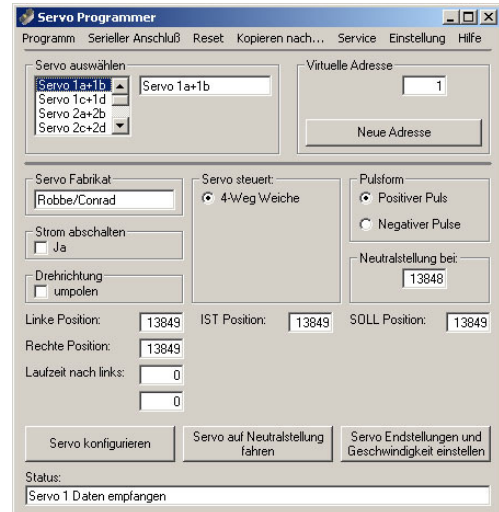 Servo Programmer
Programm Serieller Anschluß Reset Kopieren nach... Service Einstellung Hilfe
Servo auswählen
Servo 1a+1b
Servo 1c+1d
Servo 2a+2b
Servo 2c+2d
Servo 1a+1b
Virtuelle Adresse
1
Neue Adresse
Servo Fabrikat
Robbe/Conrad
Strom abschalten
Ja
Drehrichtung
umpolen
Servo steuert:
4-Weg Weiche
Pulsform
Positiver Puls
Negativer Pulse
Neutralstellung bei:
13848
Linke Position: 13849 IST Position: 13849 SOLL Position: 13849
Rechte Position: 13849
Laufzeit nach links: 0
0
Servo konfigurieren
Servo auf Neutralstellung
fahren
Servo Endstellungen und
Geschwindigkeit einstellen
Status:
Servo 1 Daten empfangen